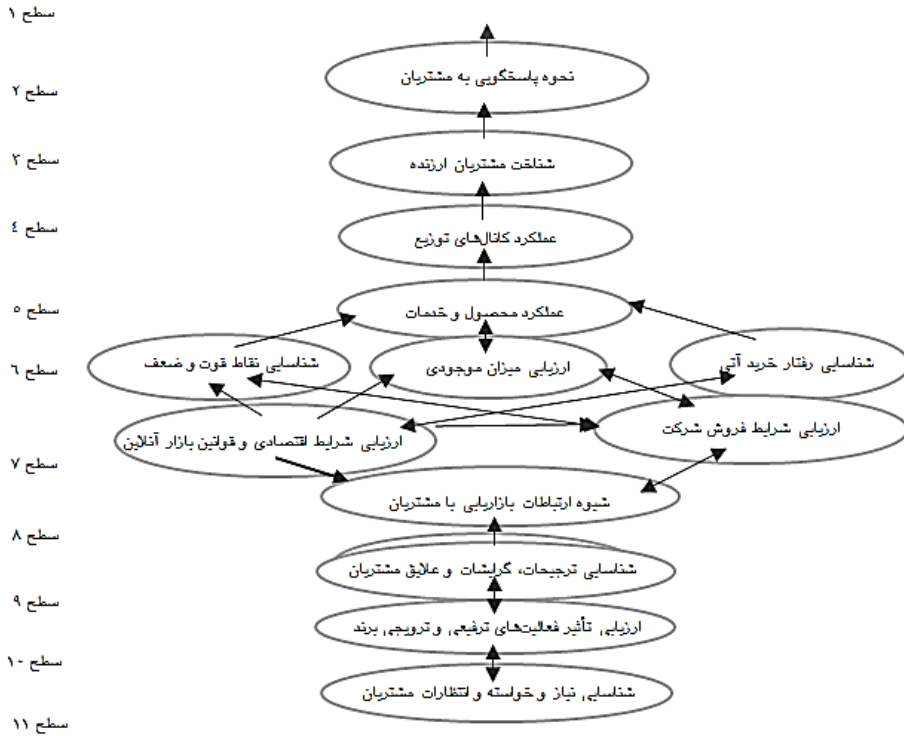 سطح ۱
نحوه پاسخگویی به مشتریان
سطح ۲
شناخت مشتریان ارزنده
سطح ۳
عملکرد کانال‌های توزیع
سطح ٤
عملکرد محصول و خدمات
سطح ۵
شناسایی نقاط قوت و ضعف
ارزیابی میزان موجودی
شناسایی رفتار خرید آتی
سطح ۶
ارزیابی شرایط فروش شرکت
ارزیابی شرایط اقتصادی و قوانین بازار آنلاین
سطح ۷
شیوه ارتباطات بازاریابی با مشتریان
سطح ۸
شناسایی ترجیحات، گرایشات و علایق مشتریان
سطح ۹
ارزیابی تأثیر فعالیت‌های ترفیعی و ترویجی برند
سطح ۱۰
شناسایی نیاز و خواسته و انتظارات مشتریان
سطح ۱۱